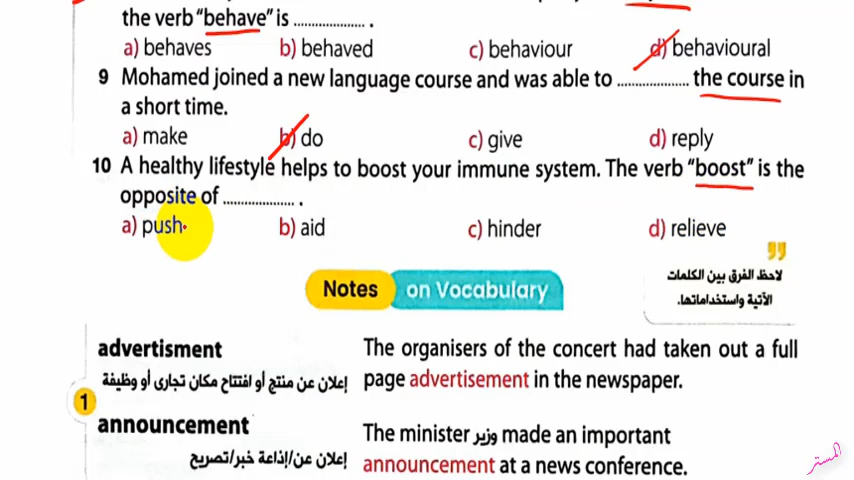 the verb “behave” is .................... .
a) behaves b) behaved c) behaviour d) behavioural
9 Mohamed joined a new language course and was able to .................... the course in
a short time.
a) make b) do c) give d) reply
10 A healthy lifestyle helps to boost your immune system. The verb “boost” is the
opposite of .................... .
a) push b) aid c) hinder d) relieve
لاحظ الفرق بين الكلمات
الآتية واستخداماتها.
Notes on Vocabulary
1
advertisment
إعلان عن منتج أو افتتاح مكان تجارى أو وظيفة
The organisers of the concert had taken out a full
page advertisement in the newspaper.
announcement
إعلان عن/إذاعة خبر/تصريح
The minister وزير made an important
announcement at a news conference.
المستر